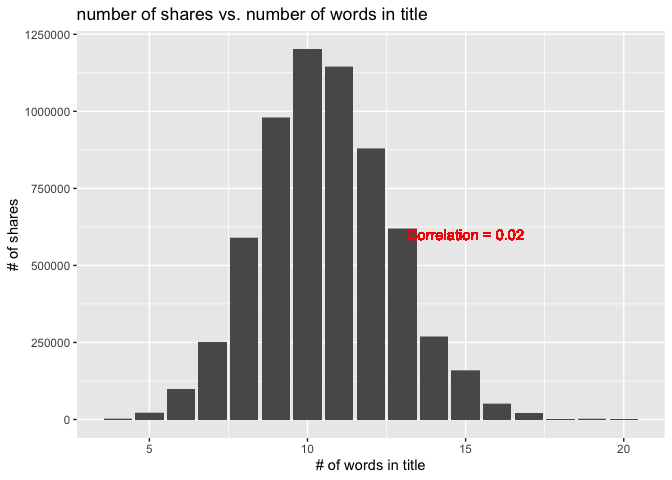 number of shares vs. number of words in title
1250000
1000000
750000
500000
250000
0
# of shares
Correlation = 0.02
5 10 15 20
# of words in title